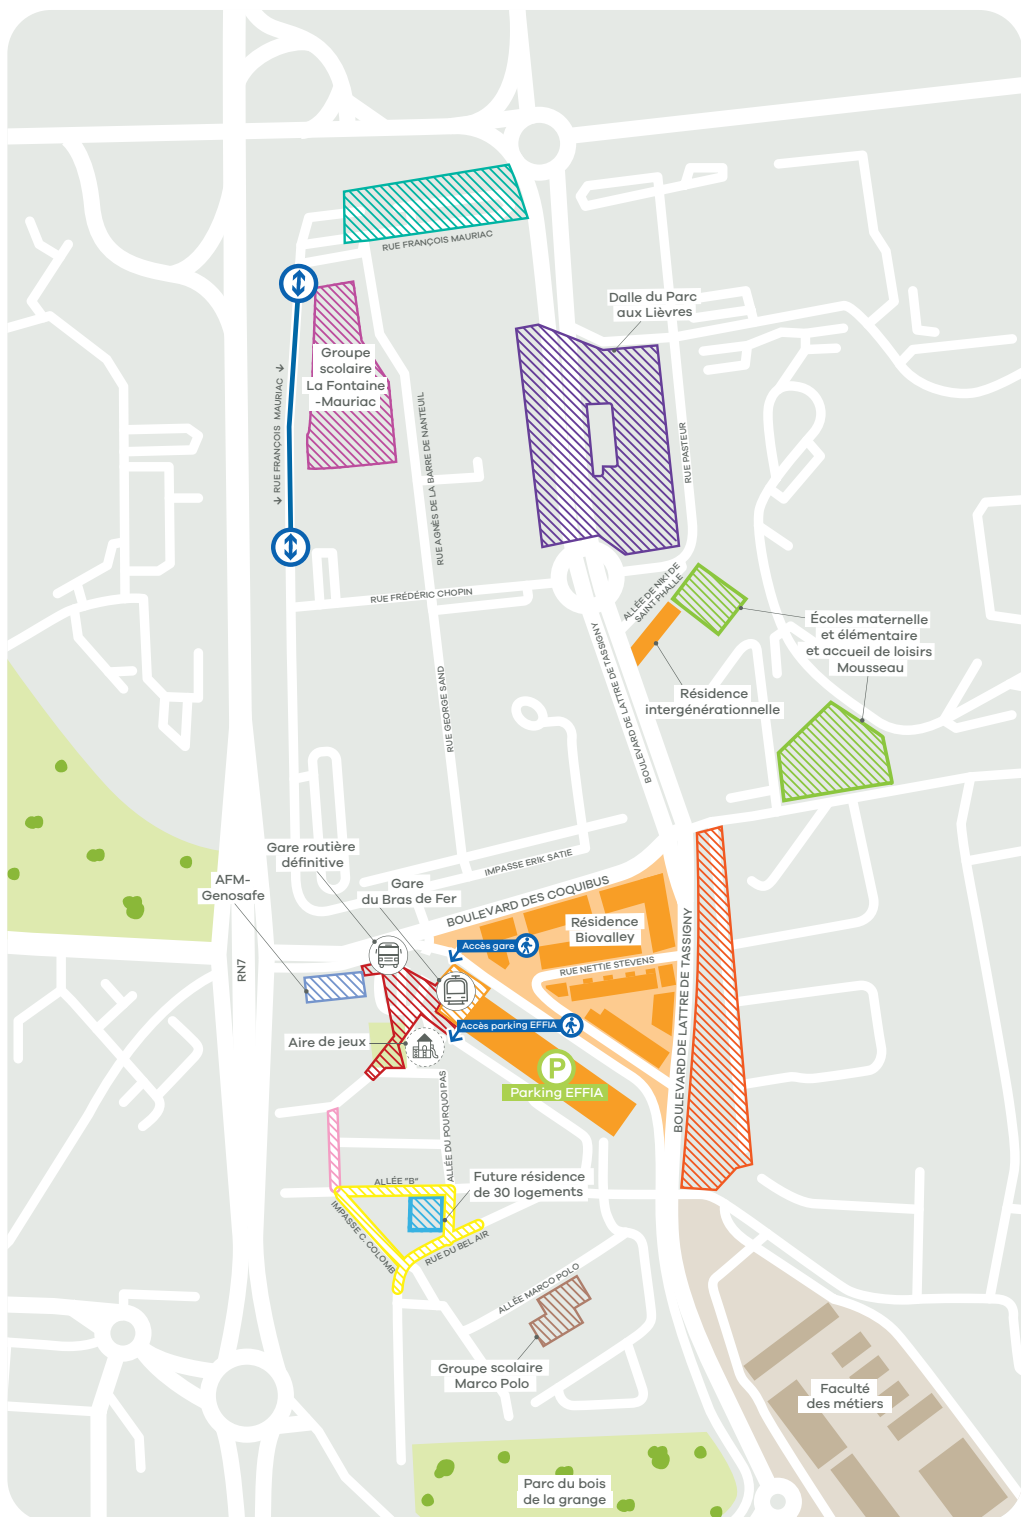 RUE FRANÇOIS MAURIAC
Dalle du Parc
aux Lièvres
Groupe
scolaire
La Fontaine
-Mauriac
← RUE FRANÇOIS MAURIAC →
RUE AGNÈS DE LA BARRE DE NANTEUIL
RUE PASTEUR
RUE FRÉDÉRIC CHOPIN
ALLÉE DE NIKI DE
SAINT PHALLE
Écoles maternelle
et élémentaire
et accueil de loisirs
Mousseau
BOULEVARD DE LATTRE DE TASSIGNY
RUE GEORGE SAND
Résidence
intergénérationnelle
Gare routière
définitive
IMPASSE ERIK SATIE
AFM-
Genosafe
Gare
du Bras de Fer
BOULEVARD DES COQUIBUS
Résidence
Biovalley
Accès gare
RUE NETTIE STEVENS
RN7
BOULEVARD DE LATTRE DE TASSIGNY
Accès parking EFFIA
Aire de jeux
P
Parking EFFIA
ALLÉE DU POURQUOI PAS
ALLÉE "B"
Future résidence
de 30 logements
IMPASSE C. COLOMB
RUE DU BEL AIR
ALLÉE MARCO POLO
Groupe scolaire
Marco Polo
Faculté
des métiers
Parc du bois
de la grange